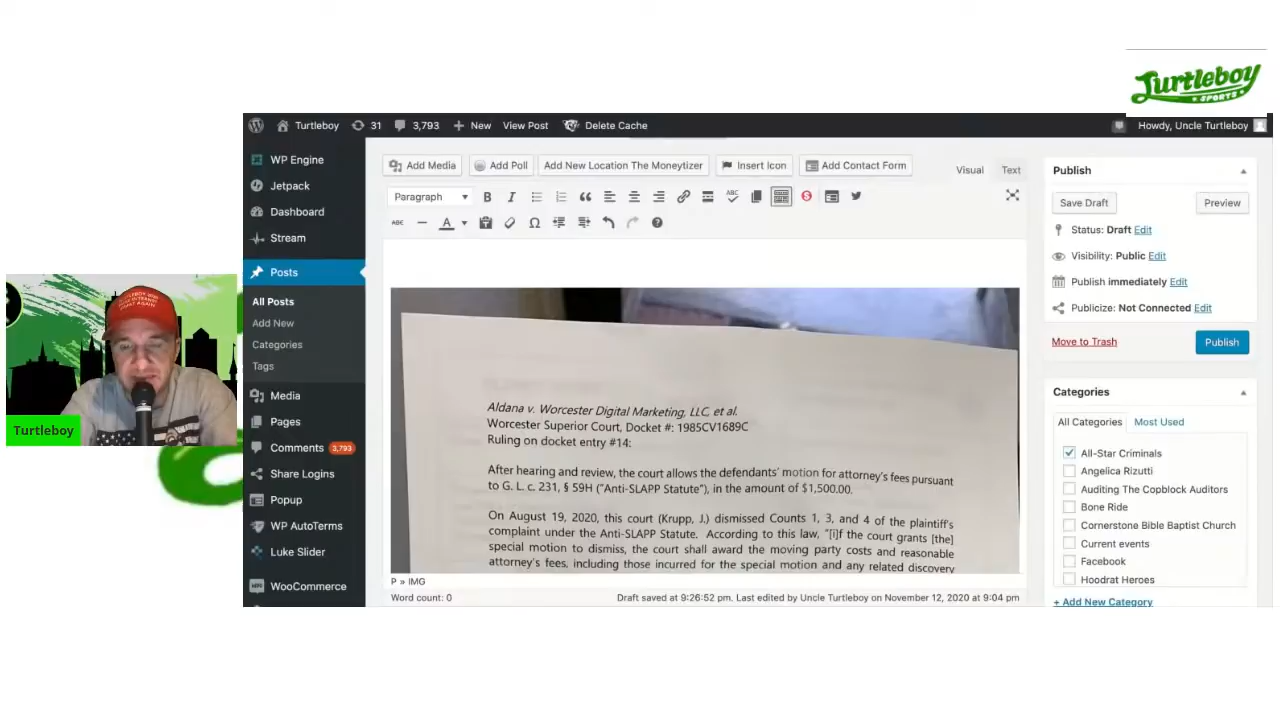 Turtleboy
SPORTS
Turtleboy
31
3,793
New
View Post
Delete Cache
Howdy, Uncle Turtleboy
WP Engine
Jetpack
Dashboard
Stream
Posts
All Posts
Add New
Categories
Tags
Media
Pages
Comments 3,793
Share Logins
Popup
WP AutoTerms
Luke Slider
WooCommerce
Add Media
Add Poll
Add New Location The Moneytizer
Insert Icon
Add Contact Form
Visual
Text
Paragraph
B
I
ABC
ABC
A
Ω
Aldana v. Worcester Digital Marketing, LLC, et al.
Worcester Superior Court, Docket #: 1985CV1689C
Ruling on docket entry #14:
After hearing and review, the court allows the defendants' motion for attorney's fees pursuant
to G. L. c. 231, § 59H ("Anti-SLAPP Statute"), in the amount of $1,500.00.
On August 19, 2020, this court (Krupp, J.) dismissed Counts 1, 3, and 4 of the plaintiff's
complaint under the Anti-SLAPP Statute. According to this law, "[i]f the court grants [the]
special motion to dismiss, the court shall award the moving party costs and reasonable
attorney's fees, including those incurred for the special motion and any related discovery
P » IMG
Word count: 0
Draft saved at 9:26:52 pm. Last edited by Uncle Turtleboy on November 12, 2020 at 9:04 pm
Publish
Save Draft
Preview
Status: Draft Edit
Visibility: Public Edit
Publish immediately Edit
Publicize: Not Connected Edit
Move to Trash
Publish
Categories
All Categories
Most Used
All-Star Criminals
Angelica Rizutti
Auditing The Copblock Auditors
Bone Ride
Cornerstone Bible Baptist Church
Current events
Facebook
Hoodrat Heroes
+ Add New Category
Turtleboy